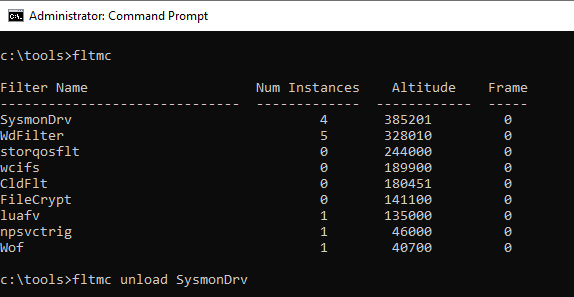 Administrator: Command Prompt
c:\tools>fltmc
Filter Name                     Num Instances    Altitude    Frame
------------------------------  -------------  ------------  -----
SysmonDrv                               4       385201         0
WdFilter                                5       328010         0
storqosflt                              0       244000         0
wcifs                                   0       189900         0
CldFlt                                  0       180451         0
FileCrypt                               0       141100         0
luafv                                   1       135000         0
npsvctrig                               1        46000         0
Wof                                     1        40700         0
c:\tools>fltmc unload SysmonDrv